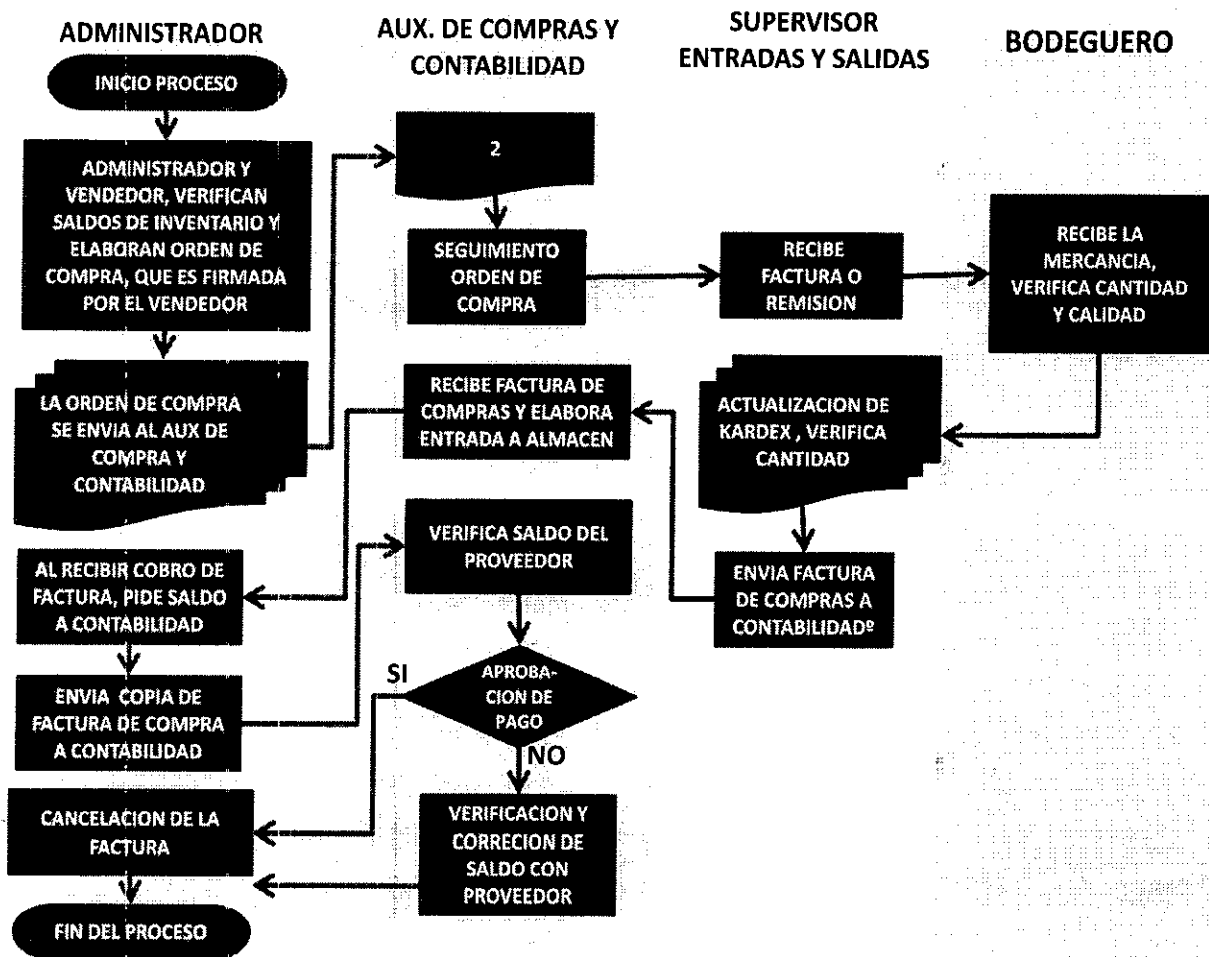 ADMINISTRADOR
AUX. DE COMPRAS Y
CONTABILIDAD
SUPERVISOR
ENTRADAS Y SALIDAS
BODEGUERO
INICIO PROCESO
ADMINISTRADOR Y
VENDEDOR, VERIFICAN
SALDOS DE INVENTARIO Y
ELABORAN ORDEN DE
COMPRA, QUE ES FIRMADA
POR EL VENDEDOR
2
SEGUIMIENTO
ORDEN DE
COMPRA
RECIBE
FACTURA O
REMISION
RECIBE LA
MERCANCIA,
VERIFICA CANTIDAD
Y CALIDAD
LA ORDEN DE COMPRA
SE ENVIA AL AUX DE
COMPRA Y
CONTABILIDAD
RECIBE FACTURA DE
COMPRAS Y ELABORA
ENTRADA A ALMACEN
ACTUALIZACION DE
KARDEX , VERIFICA
CANTIDAD
AL RECIBIR COBRO DE
FACTURA, PIDE SALDO
A CONTABILIDAD
VERIFICA SALDO DEL
PROVEEDOR
ENVIA FACTURA
DE COMPRAS A
CONTABILIDADº
ENVIA COPIA DE
FACTURA DE COMPRA
A CONTABILIDAD
SI
APROBA-
CION DE
PAGO
NO
CANCELACION DE LA
FACTURA
VERIFICACION Y
CORRECION DE
SALDO CON
PROVEEDOR
FIN DEL PROCESO